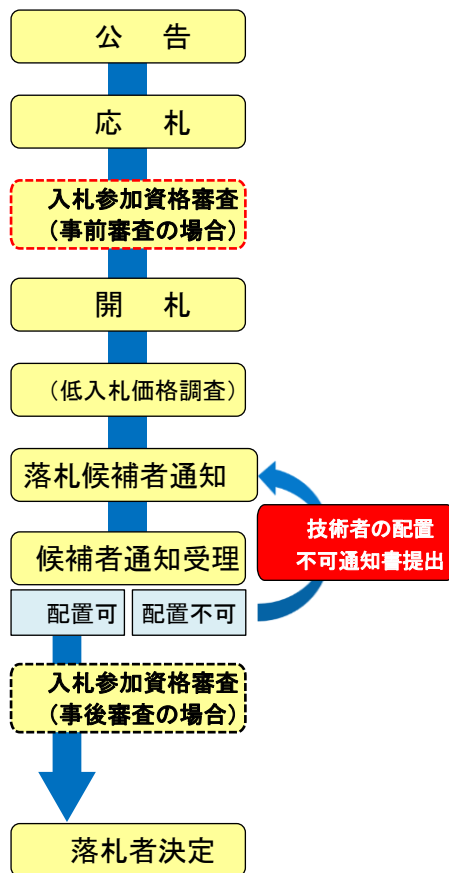 公　告
応　札
入札参加資格審査
（事前審査の場合）
開　札
（低入札価格調査）
落札候補者通知
技術者の配置
不可通知書提出
候補者通知受理
配置可
配置不可
入札参加資格審査
（事後審査の場合）
落札者決定